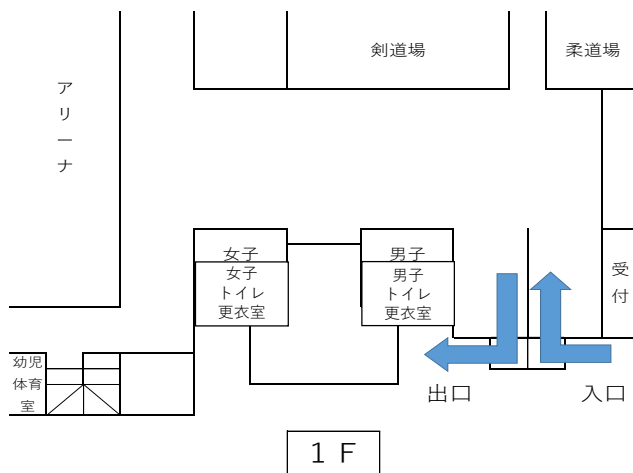 剣道場
柔道場
アリーナ
女子
女子
トイレ
更衣室
男子
男子
トイレ
更衣室
受付
幼児
体育
室
出口
入口
１Ｆ